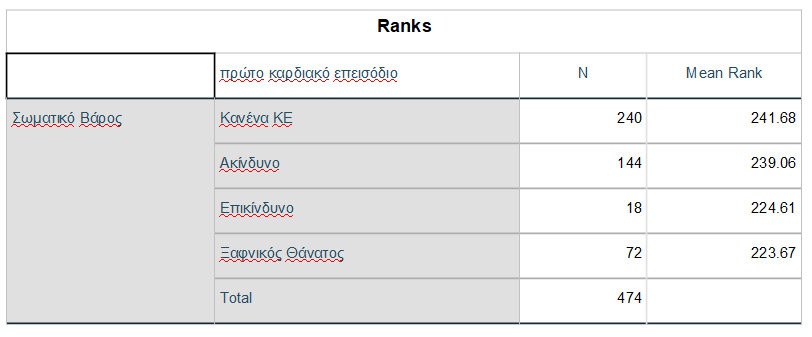 Ranks
πρώτο καρδιακό επεισόδιο N Mean Rank
Σωματικό Βάρος Κανένα ΚΕ 240 241.68
Ακίνδυνο 144 239.06
Επικίνδυνο 18 224.61
Ξαφνικός Θάνατος 72 223.67
Total 474